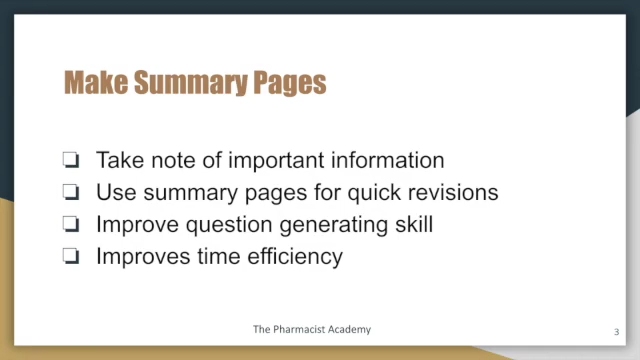 Make Summary Pages
❏ Take note of important information
❏ Use summary pages for quick revisions
❏ Improve question generating skill
❏ Improves time efficiency
The Pharmacist Academy
3